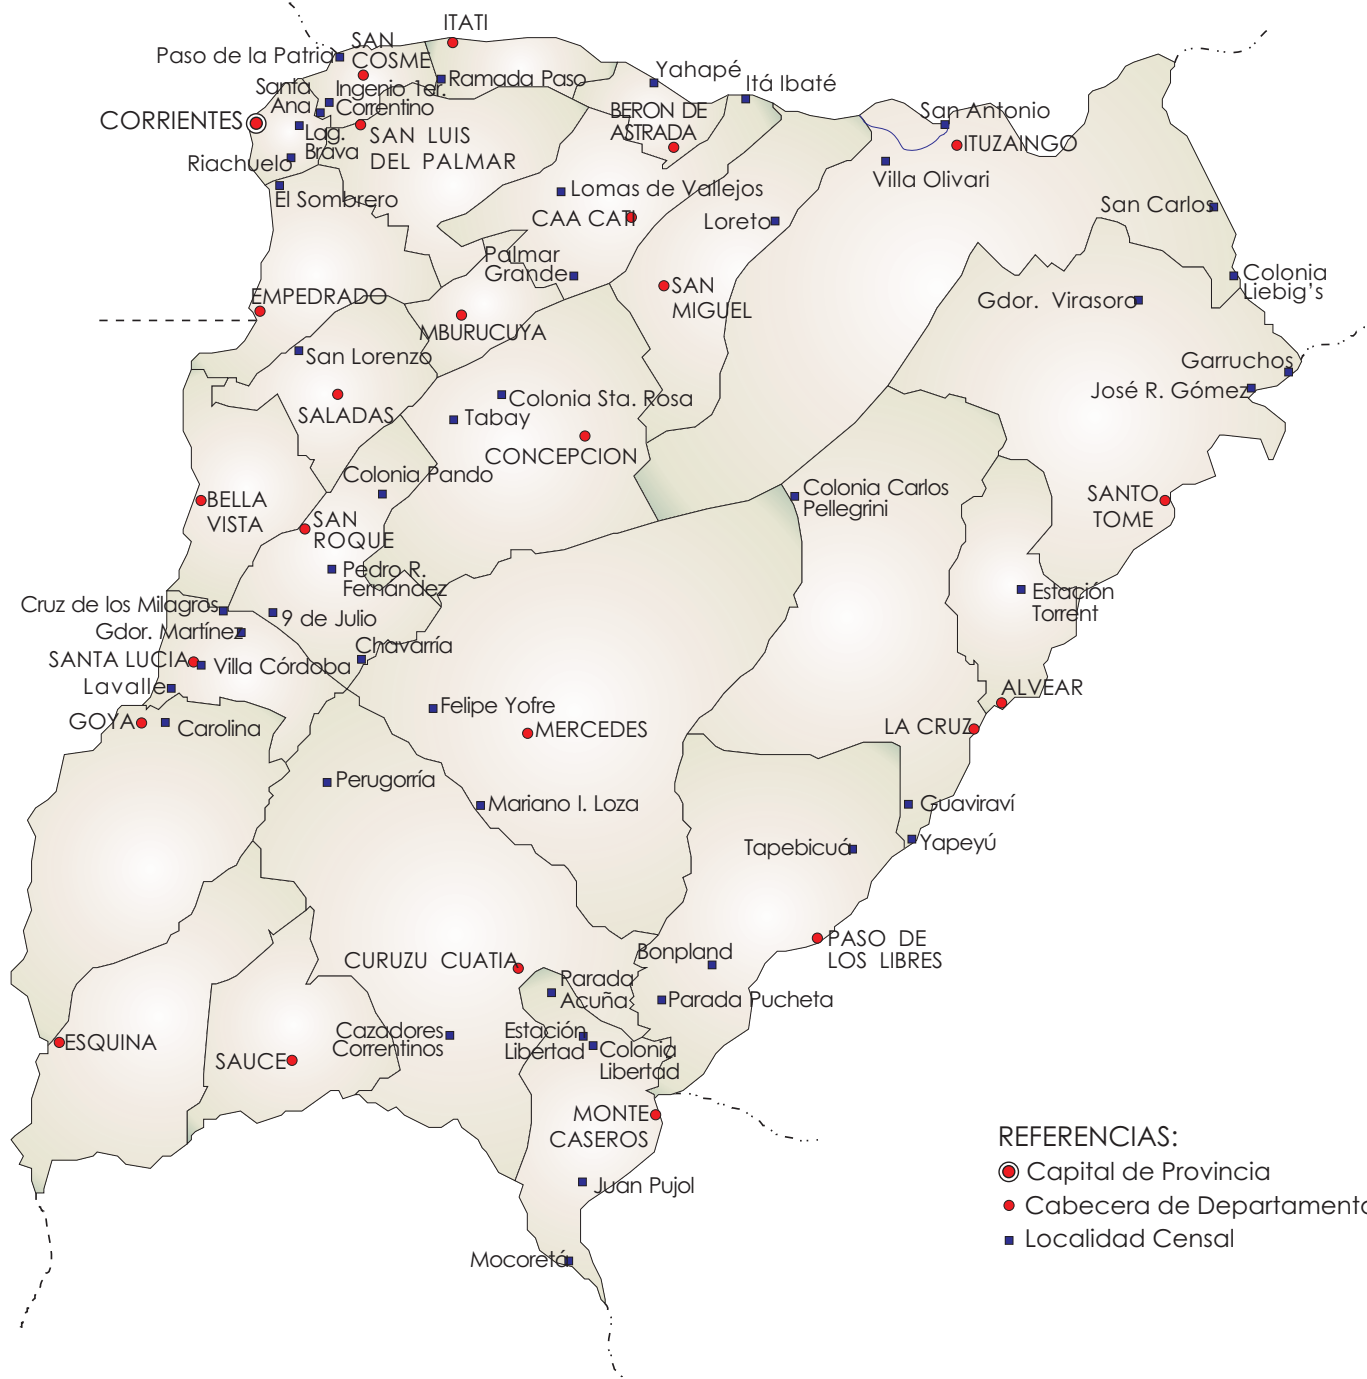 ITATI
SAN
COSME
Paso de la Patria
Ramada Paso
Yahapé
Itá Ibaté
Santa
Ana
Ingenio 1er.
Correntino
CORRIENTES
Lag.
Brava
SAN LUIS
DEL PALMAR
BERON DE
ASTRADA
San Antonio
ITUZAINGO
Riachuelo
El Sombrero
Villa Olivari
Lomas de Vallejos
CAA CATI
Loreto
San Carlos
Palmar
Grande
SAN
MIGUEL
Colonia
Liebig's
EMPEDRADO
MBURUCUYA
Gdor. Virasora
San Lorenzo
Garruchos
José R. Gómez
SALADAS
Colonia Sta. Rosa
Tabay
CONCEPCION
Colonia Pando
BELLA
VISTA
SAN
ROQUE
Colonia Carlos
Pellegrini
SANTO
TOME
Pedro R.
Fernández
Estación
Torrent
Cruz de los Milagros
9 de Julio
Gdor. Martínez
Chavarría
SANTA LUCIA
Villa Córdoba
Lavalle
GOYA
Carolina
Felipe Yofre
MERCEDES
ALVEAR
LA CRUZ
Perugorría
Mariano I. Loza
Guaviraví
Yapeyú
Tapebicuá
PASO DE
LOS LIBRES
Bonpland
CURUZU CUATIA
Parada
Acuña
Parada Pucheta
ESQUINA
Cazadores
Correntinos
Estación
Libertad
Colonia
Libertad
SAUCE
MONTE
CASEROS
Juan Pujol
Mocoretá
REFERENCIAS:
Capital de Provincia
Cabecera de Departamento
Localidad Censal